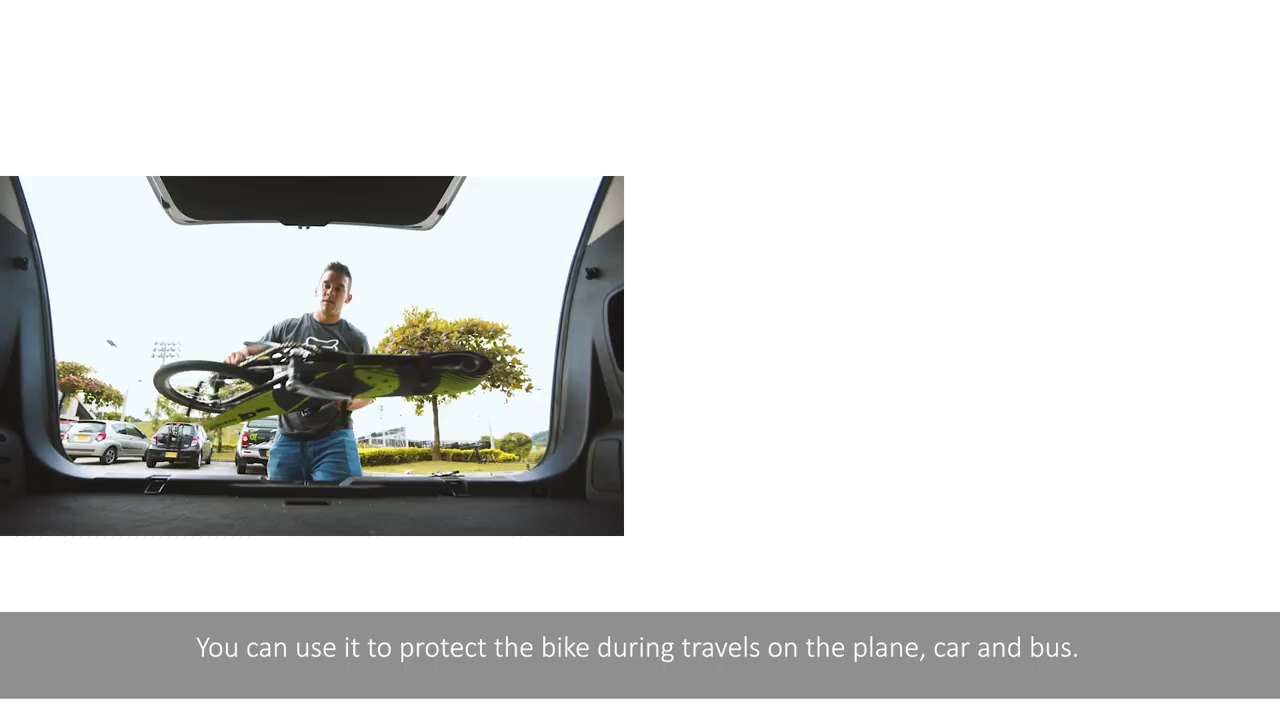 You can use it to protect the bike during travels on the plane, car and bus.